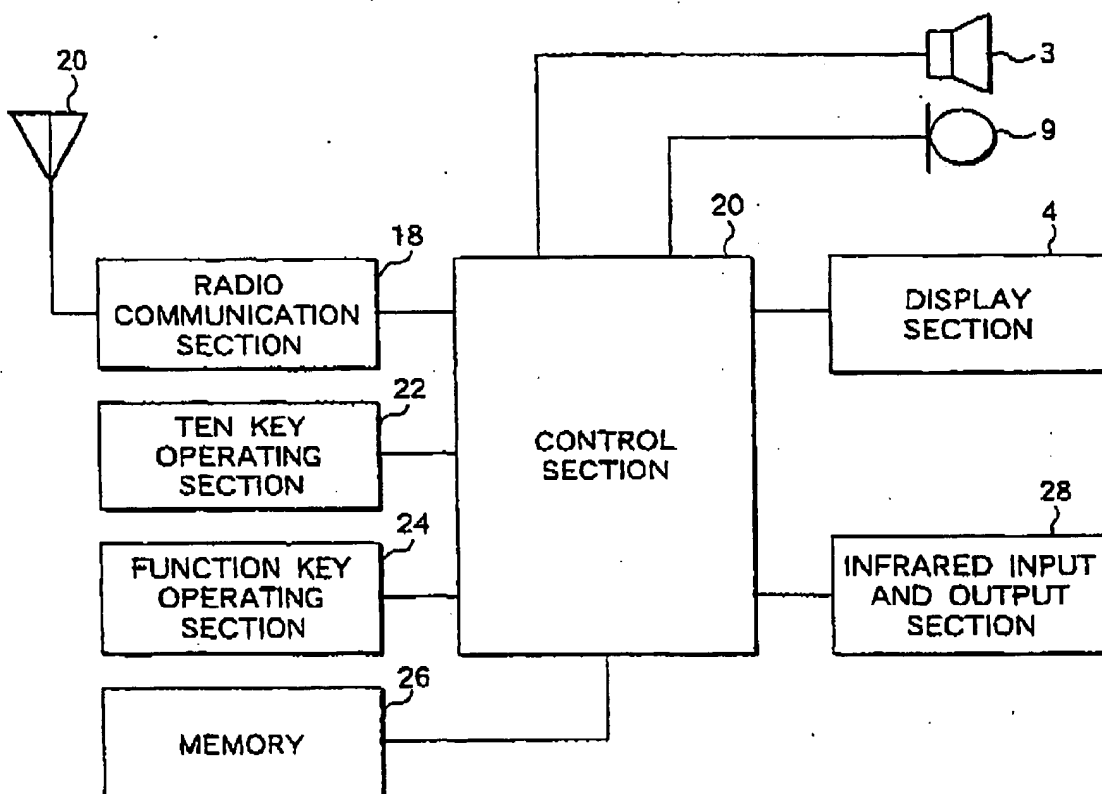 20
3
9
20
4
18
RADIO
COMMUNICATION
SECTION
DISPLAY
SECTION
22
TEN KEY
OPERATING
SECTION
CONTROL
SECTION
24
FUNCTION KEY
OPERATING
SECTION
28
INFRARED INPUT
AND OUTPUT
SECTION
26
MEMORY